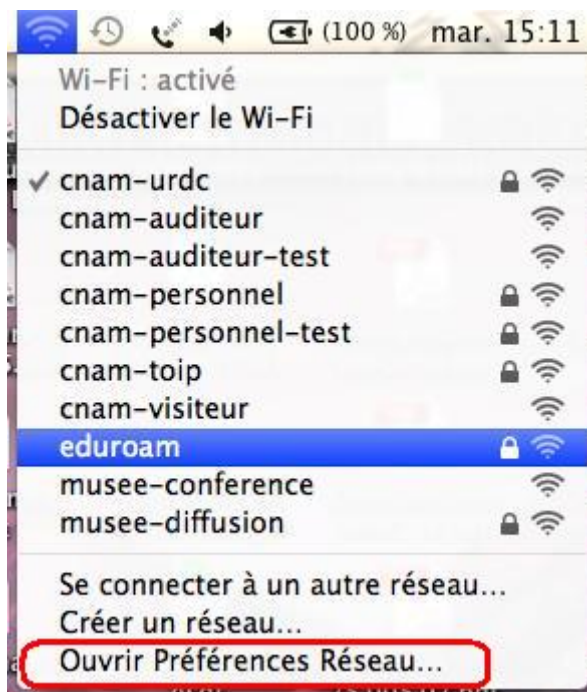 (100 %) mar. 15:11
Wi-Fi : activé
Désactiver le Wi-Fi
cnam-urdc
cnam-auditeur
cnam-auditeur-test
cnam-personnel
cnam-personnel-test
cnam-toip
cnam-visiteur
eduroam
musee-conference
musee-diffusion
Se connecter à un autre réseau...
Créer un réseau...
Ouvrir Préférences Réseau...